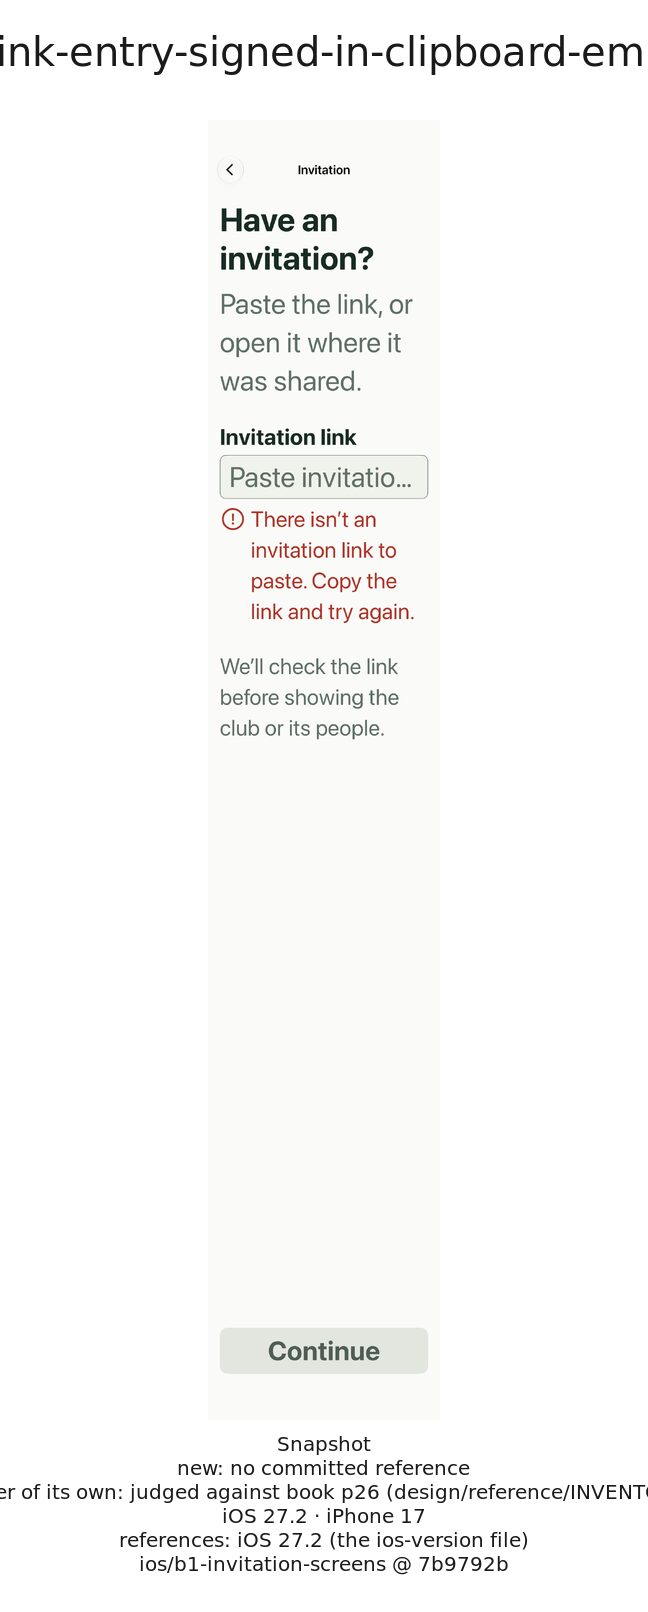 ink-entry-signed-in-clipboard-em
Invitation
Have an
invitation?
Paste the link, or
open it where it
was shared.
Invitation link
Paste invitatio...
There isn’t an
invitation link to
paste. Copy the
link and try again.
We’ll check the link
before showing the
club or its people.
Continue
Snapshot
new: no committed reference
er of its own: judged against book p26 (design/reference/INVENTO
iOS 27.2 · iPhone 17
references: iOS 27.2 (the ios-version file)
ios/b1-invitation-screens @ 7b9792b